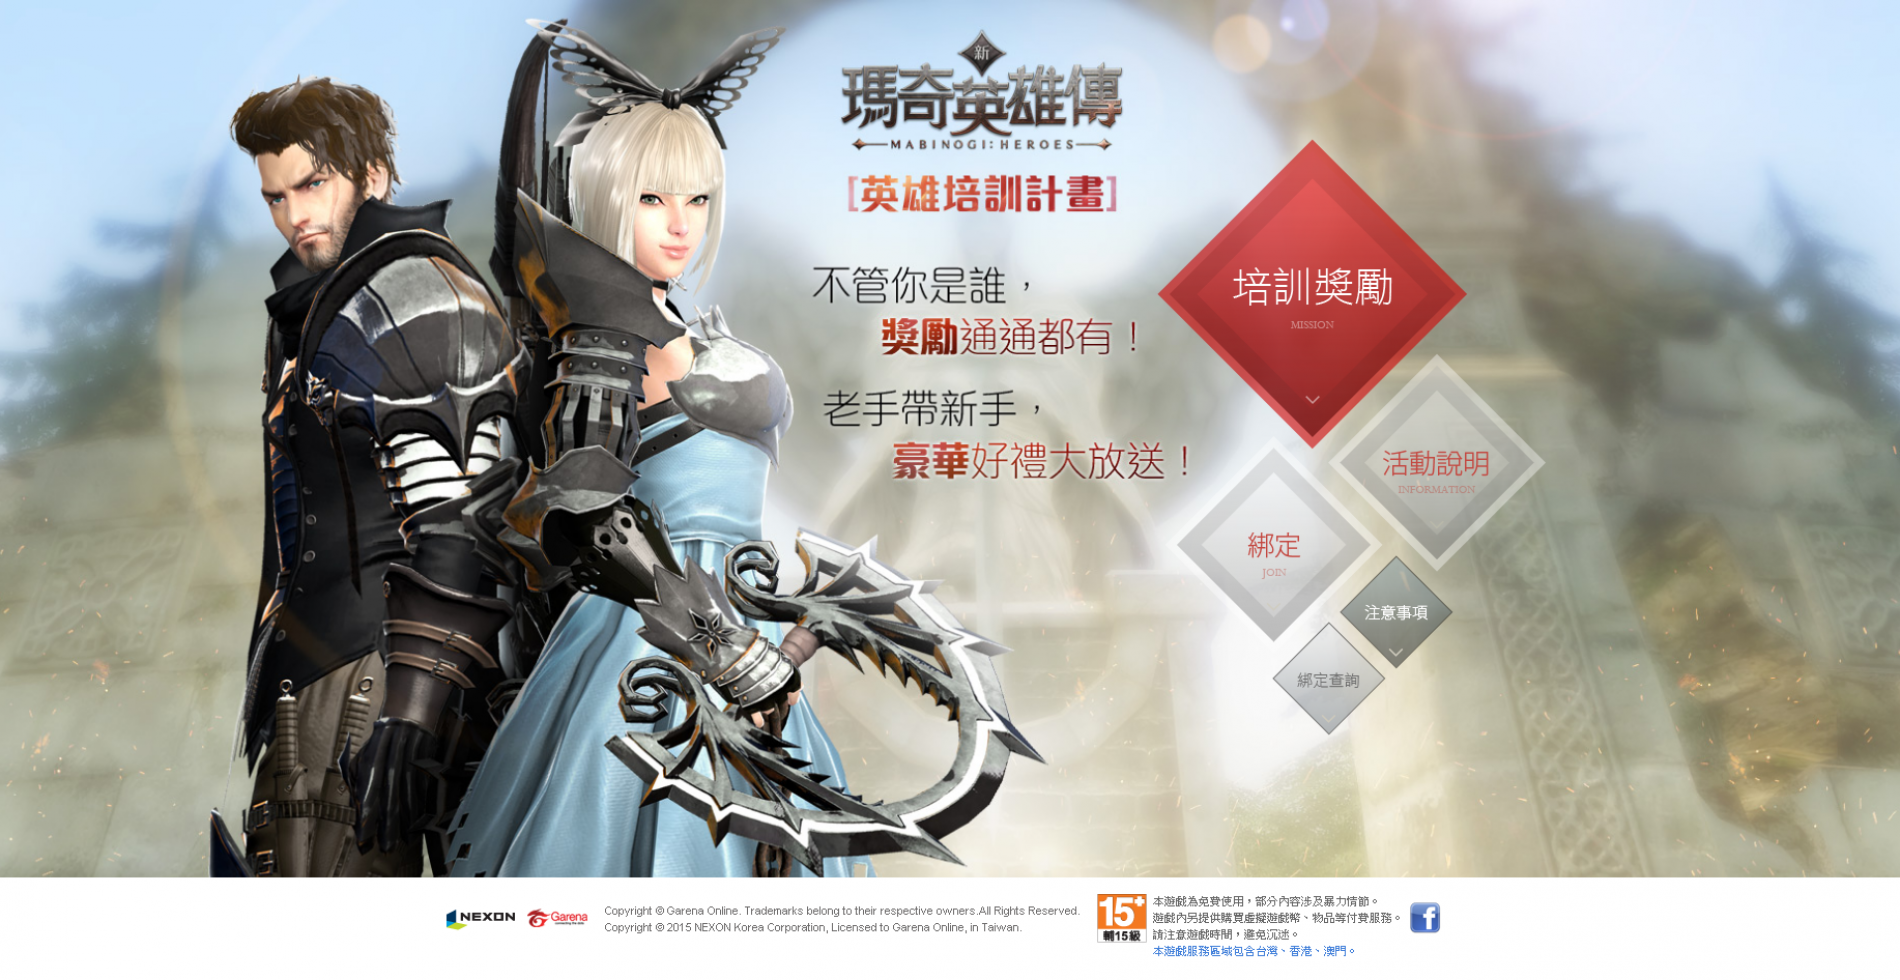 新
瑪奇英雄傳
MABINOGI:HEROES
[英雄培訓計畫]
不管你是誰，
獎勵通通都有！
老手帶新手，
豪華好禮大放送！
培訓獎勵
MISSION
活動說明
INFORMATION
綁定
JOIN
注意事項
綁定查詢
NEXON
Garena
Copyright © Garena Online. Trademarks belong to their respective owners.All Rights Reserved.
Copyright © 2015 NEXON Korea Corporation, Licensed to Garena Online, in Taiwan.
15+
輔15級
本遊戲為免費使用，部分內容涉及暴力情節。
遊戲內另提供購買虛擬遊戲幣、物品等付費服務。
請注意遊戲時間，避免沉迷。
本遊戲服務區域包含台灣、香港、澳門。
f